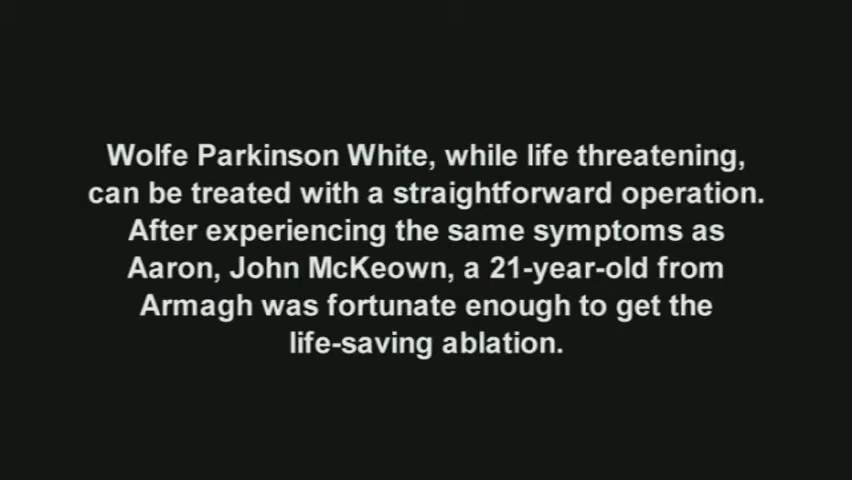 Wolfe Parkinson White, while life threatening,
can be treated with a straightforward operation.
After experiencing the same symptoms as
Aaron, John McKeown, a 21-year-old from
Armagh was fortunate enough to get the
life-saving ablation.